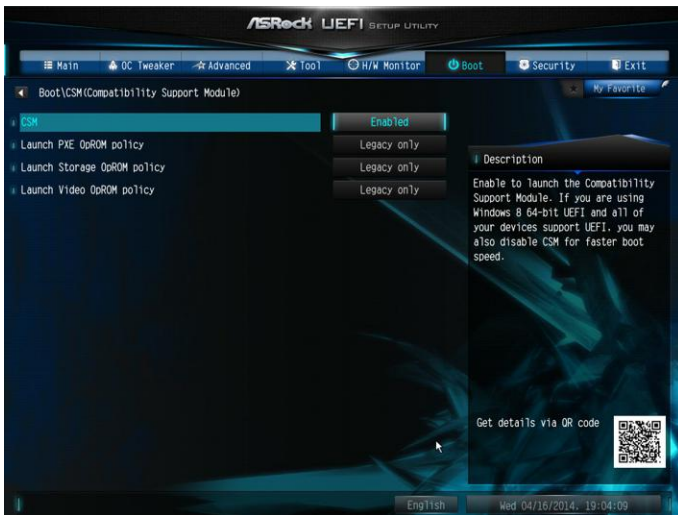 ASRock UEFI SETUP UTILITY
Main OC Tweaker Advanced Tool H/W Monitor Boot Security Exit
Boot\CSM(Compatibility Support Module)
My Favorite
CSM Enabled
Launch PXE OpROM policy Legacy only
Launch Storage OpROM policy Legacy only
Launch Video OpROM policy Legacy only
Description
Enable to launch the Compatibility
Support Module. If you are using
Windows 8 64-bit UEFI and all of
your devices support UEFI, you may
also disable CSM for faster boot
speed.
Get details via QR code
English
Wed 04/16/2014, 19:04:09